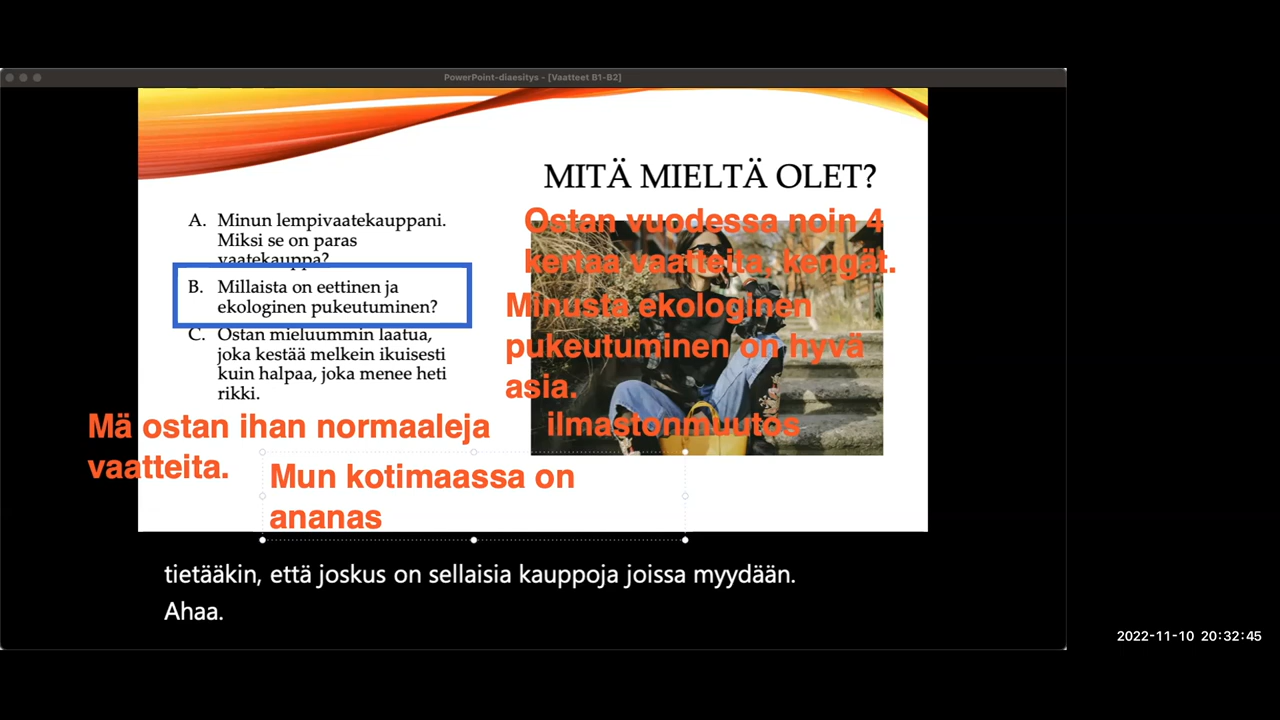 PowerPoint-diaesitys - [Vaatteet B1-B2]
MITÄ MIELTÄ OLET?
A. Minun lempivaatekauppani.
Miksi se on paras
vaatekauppa?
B. Millaista on eettinen ja
ekologinen pukeutuminen?
C. Ostan mieluummin laatua,
joka kestää melkein ikuisesti
kuin halpaa, joka menee heti
rikki.
Ostan vuodessa noin 4
kertaa vaatteita, kengät.
Minusta ekologinen
pukeutuminen on hyvä
asia.
ilmastonmuutos
Mä ostan ihan normaaleja
vaatteita.
Mun kotimaassa on
ananas
tietääkin, että joskus on sellaisia kauppoja joissa myydään.
Ahaa.
2022-11-10 20:32:45